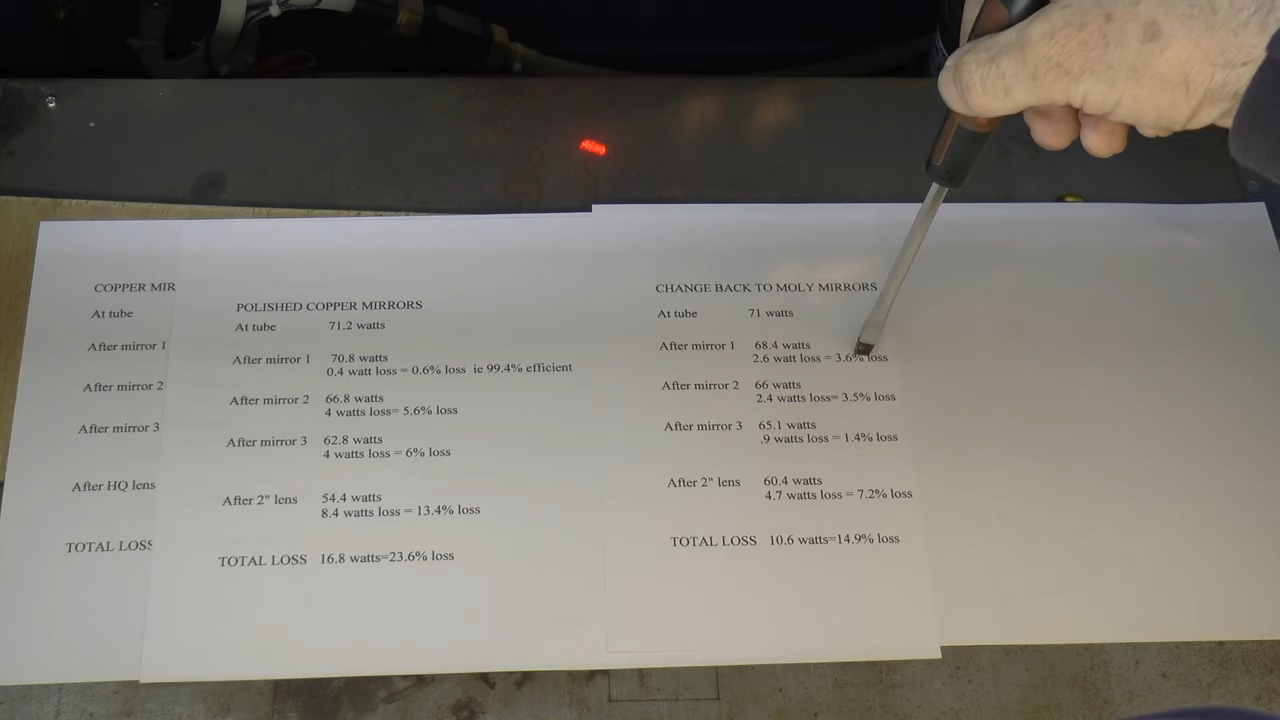 COPPER MIR
At tube
After mirror 1
After mirror 2
After mirror 3
After HQ lens
TOTAL LOSS
POLISHED COPPER MIRRORS
At tube 71.2 watts
After mirror 1 70.8 watts
0.4 watt loss = 0.6% loss ie 99.4% efficient
After mirror 2 66.8 watts
4 watts loss= 5.6% loss
After mirror 3 62.8 watts
4 watts loss = 6% loss
After 2" lens 54.4 watts
8.4 watts loss = 13.4% loss
TOTAL LOSS 16.8 watts=23.6% loss
CHANGE BACK TO MOLY MIRRORS
At tube 71 watts
After mirror 1 68.4 watts
2.6 watt loss = 3.6% loss
After mirror 2 66 watts
2.4 watts loss= 3.5% loss
After mirror 3 65.1 watts
.9 watts loss = 1.4% loss
After 2" lens 60.4 watts
4.7 watts loss = 7.2% loss
TOTAL LOSS 10.6 watts=14.9% loss